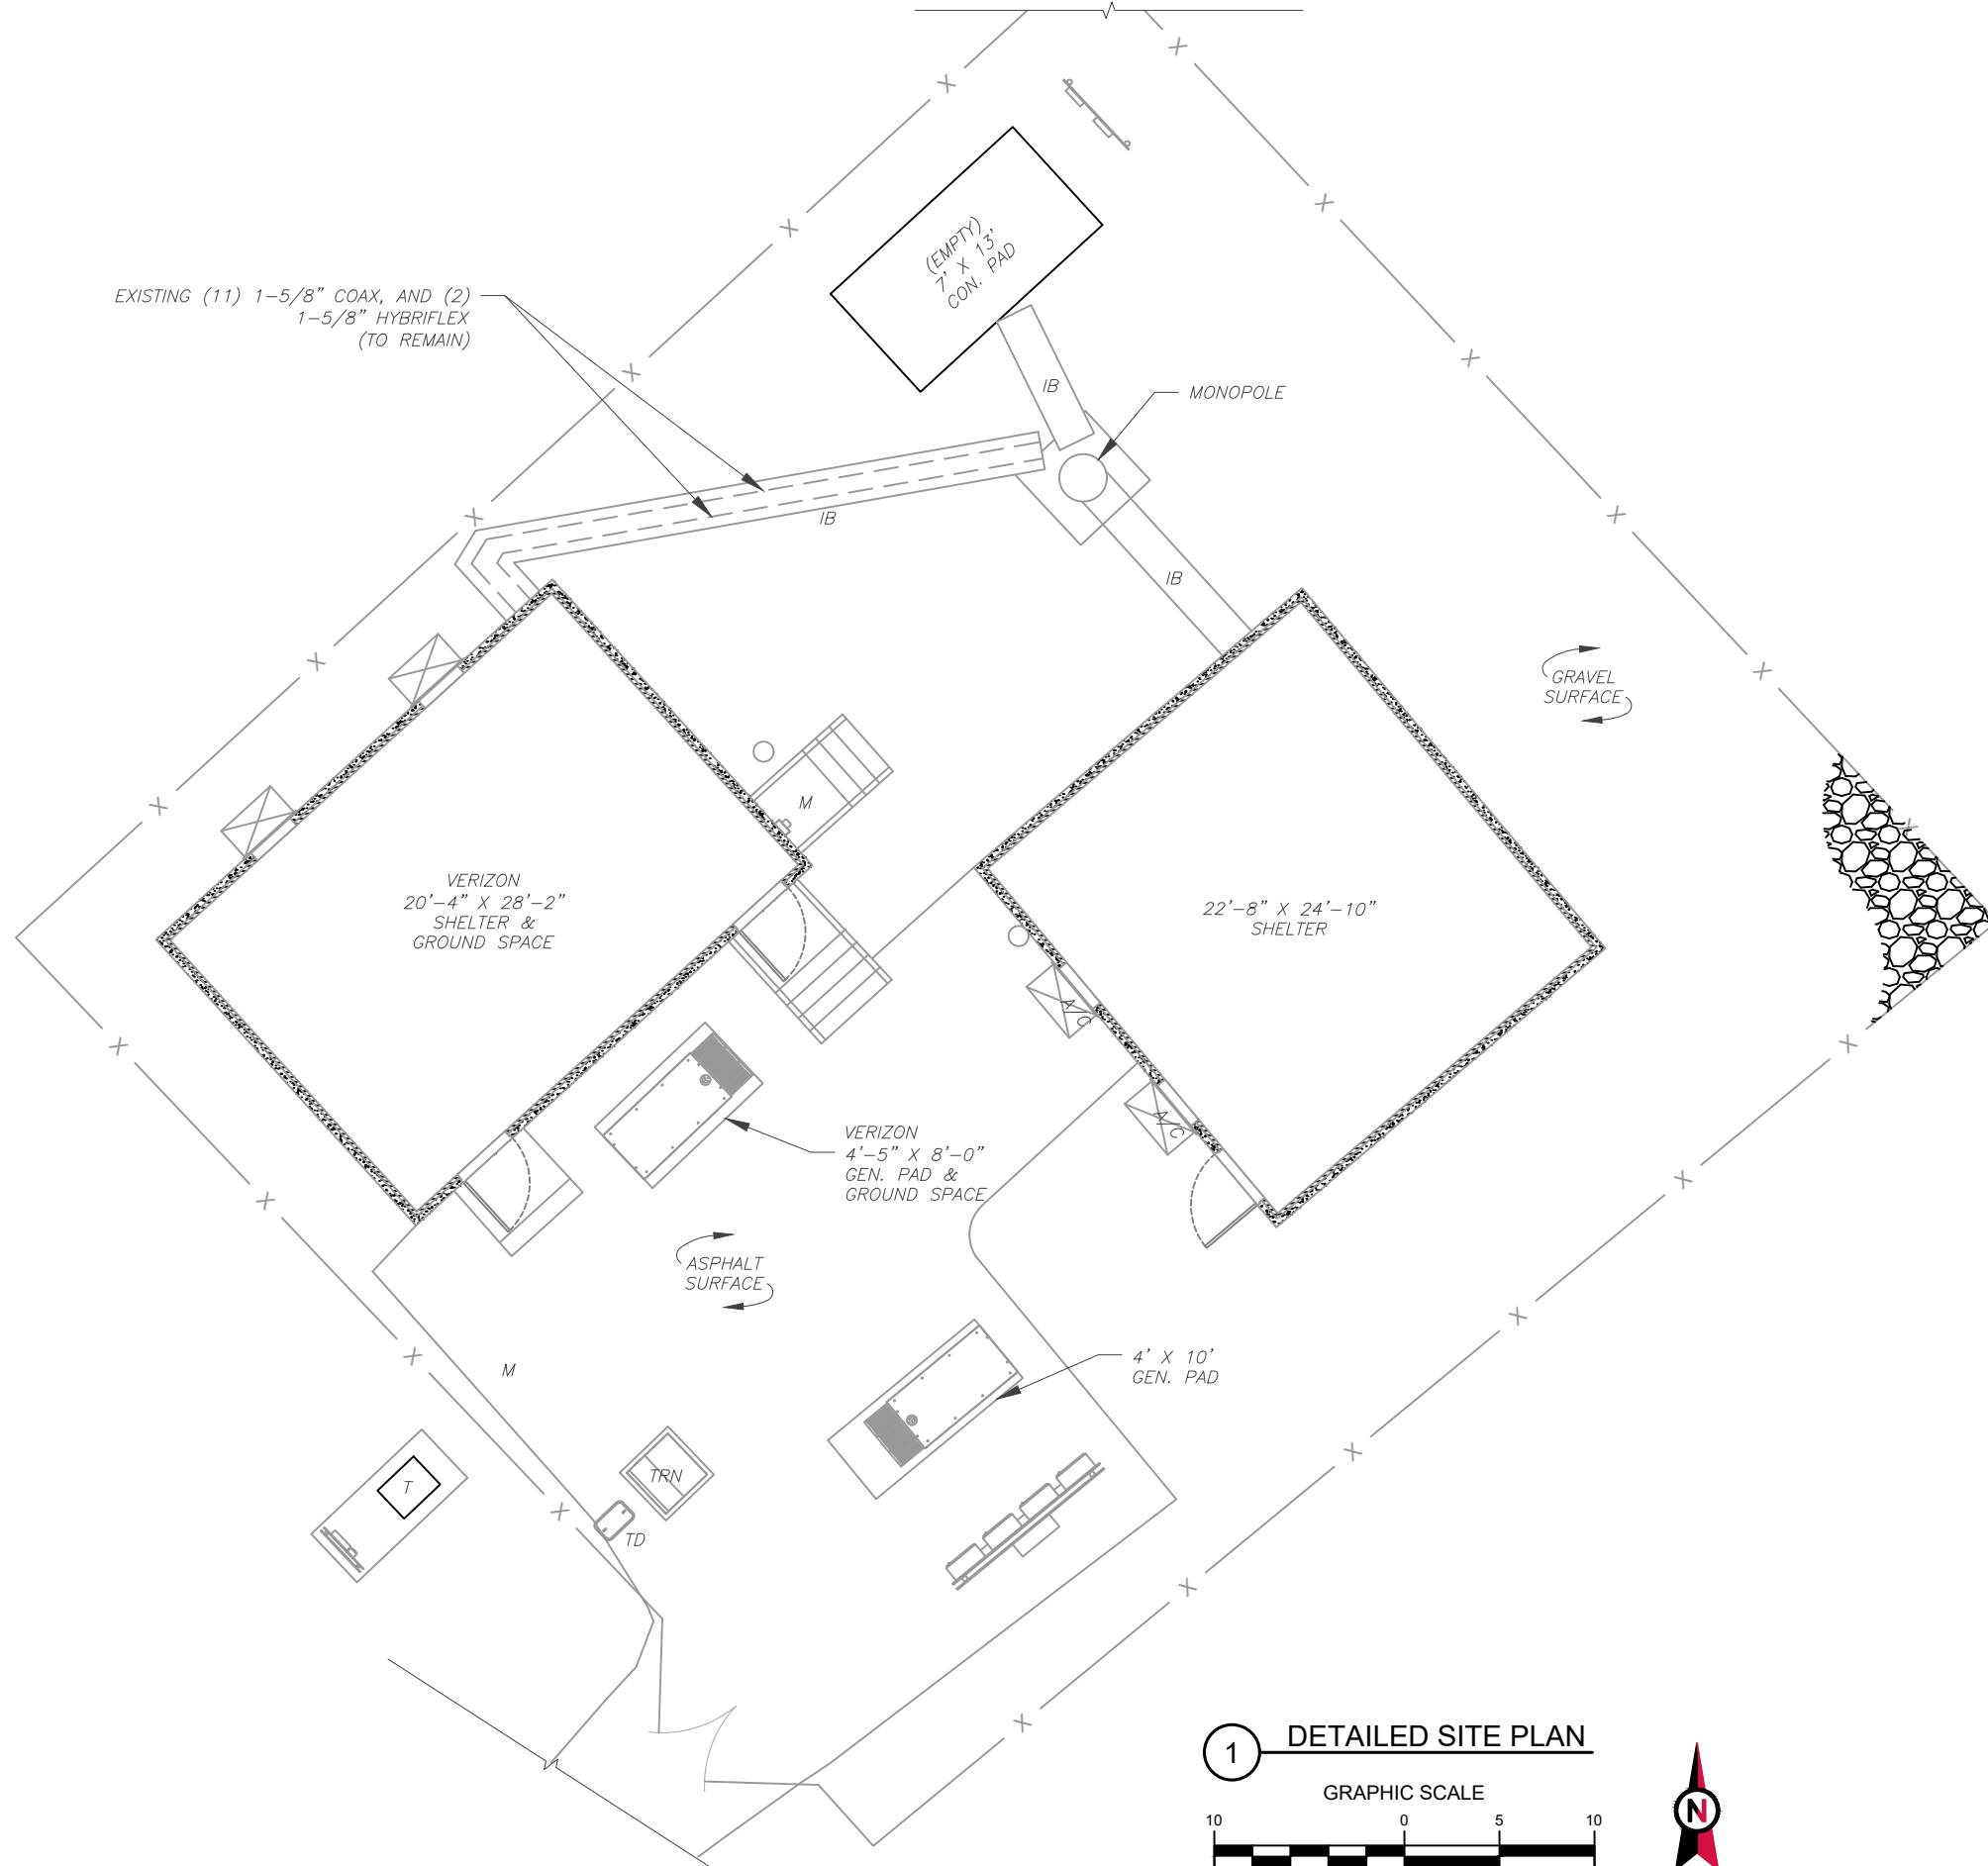 (EMPTY)
7' X 13'
CON. PAD
EXISTING (11) 1-5/8" COAX, AND (2)
1-5/8" HYBRIFLEX
(TO REMAIN)
IB
MONOPOLE
IB
IB
GRAVEL
SURFACE
M
VERIZON
20'-4" X 28'-2"
SHELTER &
GROUND SPACE
22'-8" X 24'-10"
SHELTER
A/C
A/C
VERIZON
4'-5" X 8'-0"
GEN. PAD &
GROUND SPACE
ASPHALT
SURFACE
M
4' X 10'
GEN. PAD
T
TRN
TD
1 DETAILED SITE PLAN
GRAPHIC SCALE
10 0 5 10
N